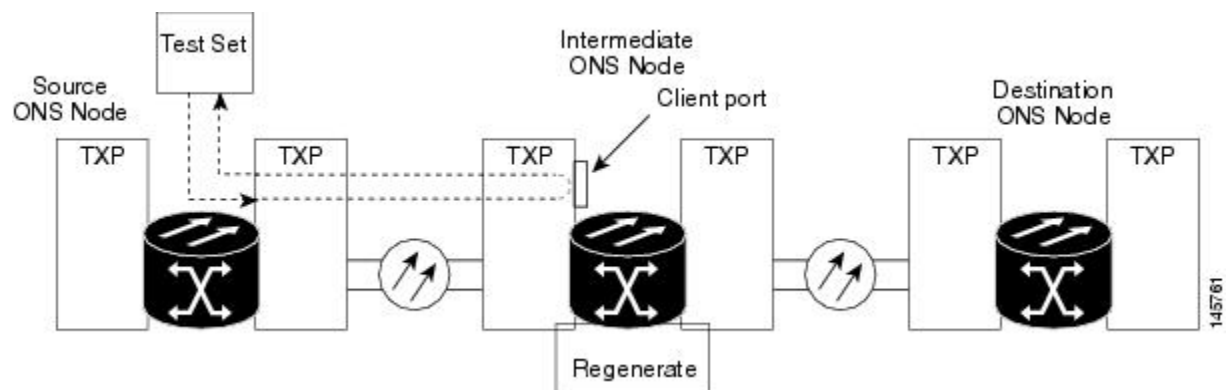 Test Set
Source
ONS Node
Intermediate
ONS Node
Client port
Destination
ONS Node
TXP
TXP
TXP
TXP
TXP
TXP
Regenerate
145761